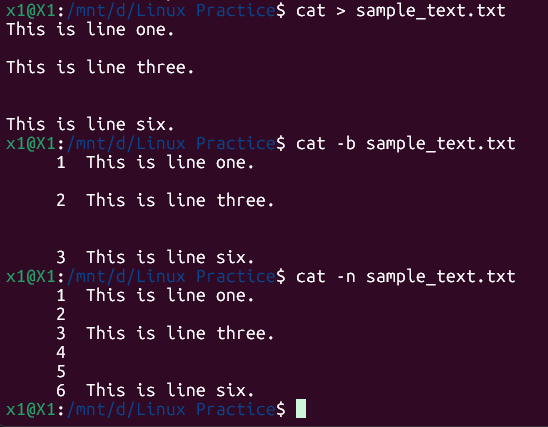 x1@X1:/mnt/d/Linux Practice$ cat > sample_text.txt
This is line one.

This is line three.


This is line six.
x1@X1:/mnt/d/Linux Practice$ cat -b sample_text.txt
     1  This is line one.

     2  This is line three.


     3  This is line six.
x1@X1:/mnt/d/Linux Practice$ cat -n sample_text.txt
     1  This is line one.
     2
     3  This is line three.
     4
     5
     6  This is line six.
x1@X1:/mnt/d/Linux Practice$